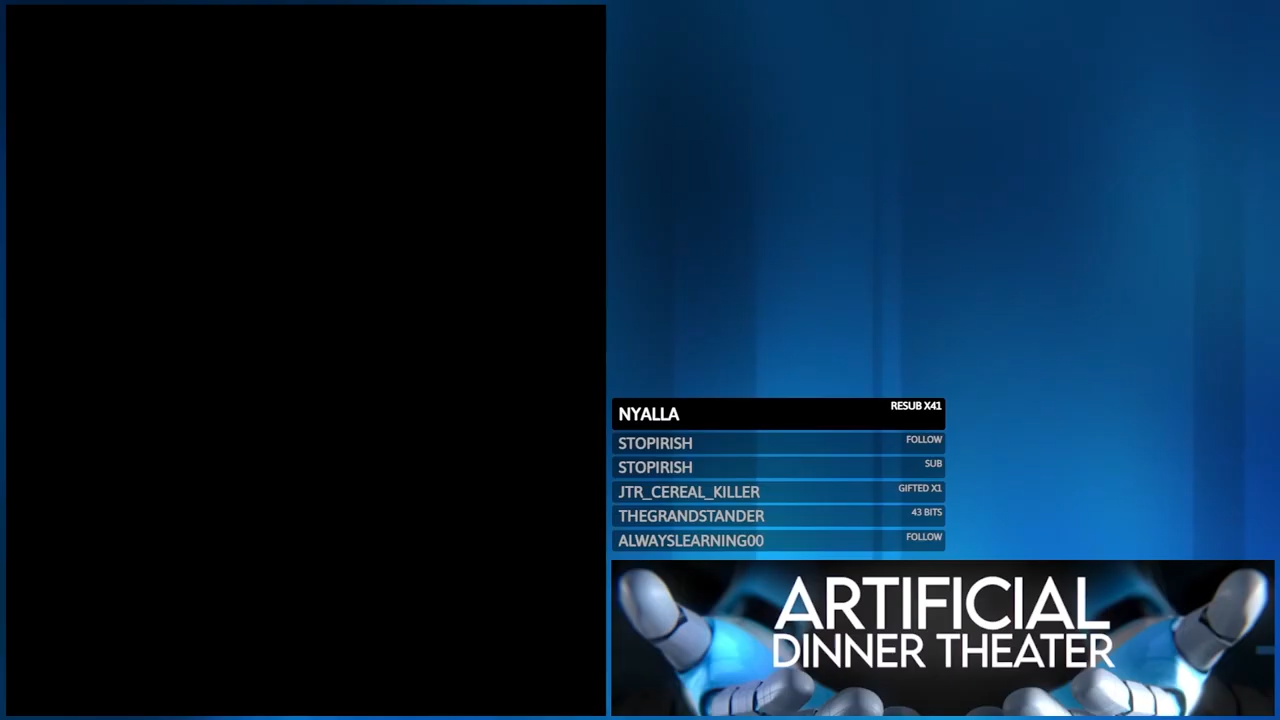 NYALLA RESUB X41
STOPIRISH FOLLOW
STOPIRISH SUB
JTR_CEREAL_KILLER GIFTED X1
THEGRANDSTANDER 43 BITS
ALWAYSLEARNING00 FOLLOW
ARTIFICIAL
DINNER THEATER